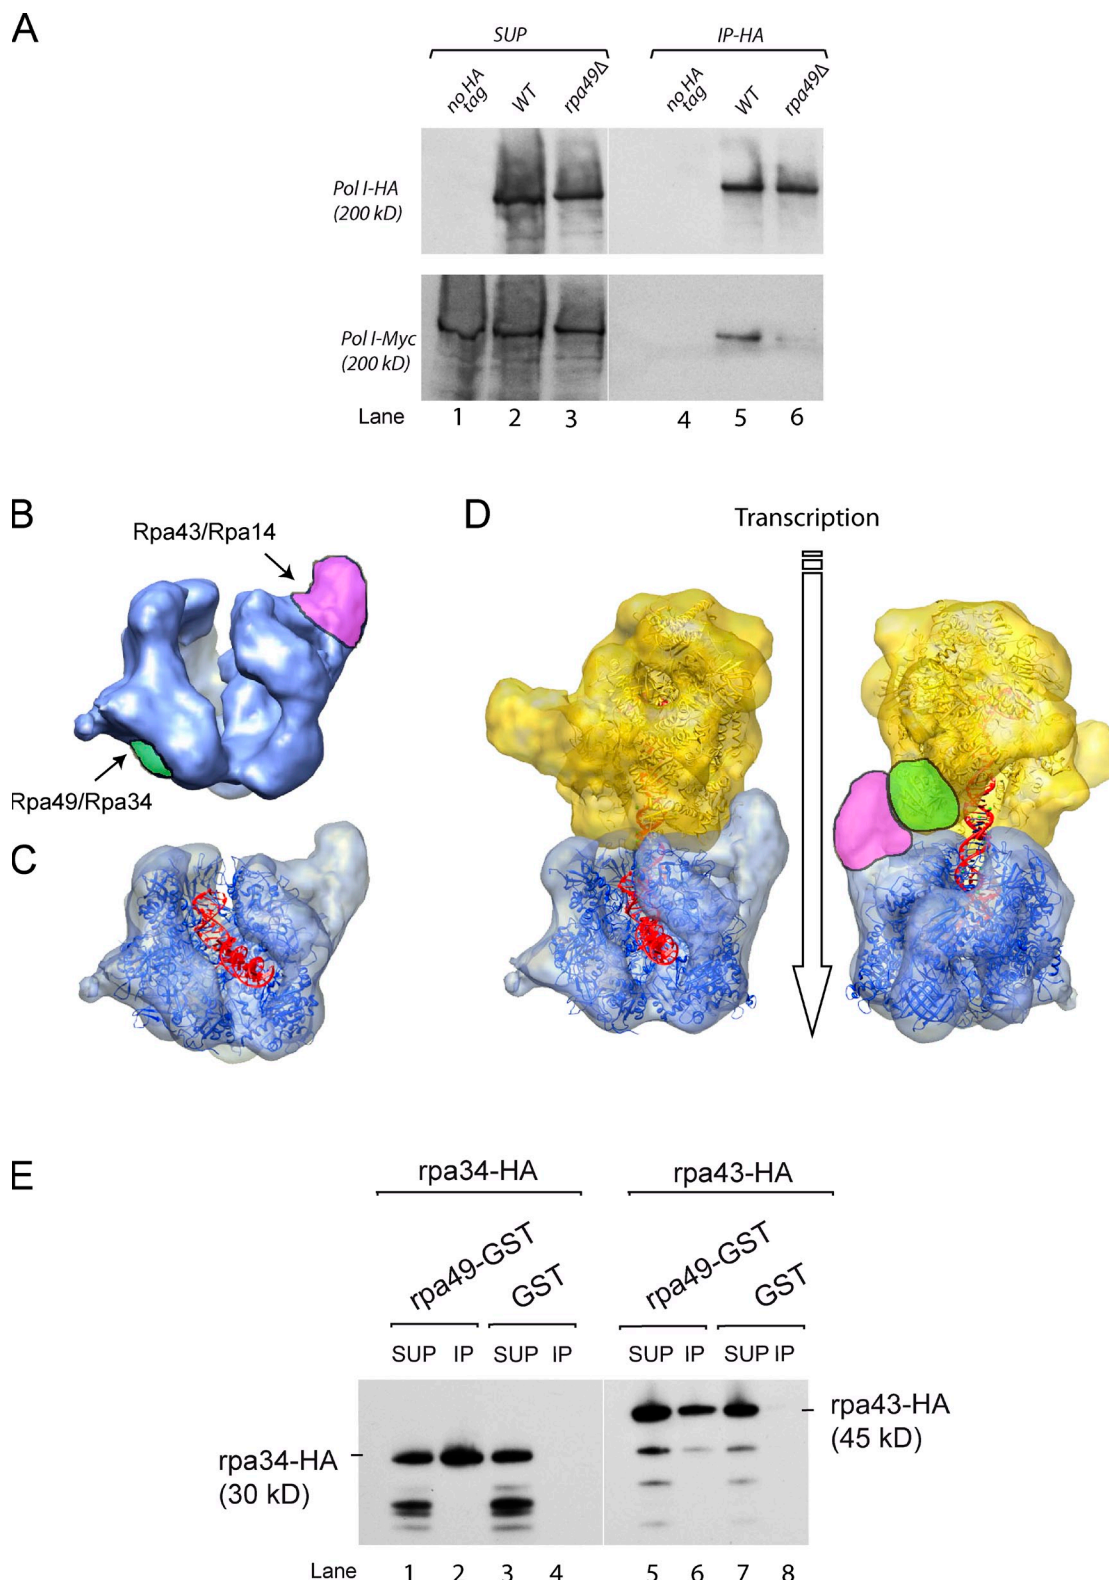 A
SUP IP-HA
no HA tag WT rpa49Δ no HA tag WT rpa49Δ
Pol I-HA
(200 kD)
Pol I-Myc
(200 kD)
Lane 1 2 3 4 5 6
B
Rpa43/Rpa14
Rpa49/Rpa34
C
D
Transcription
E
rpa34-HA rpa43-HA
rpa49-GST GST rpa49-GST GST
SUP IP SUP IP SUP IP SUP IP
rpa34-HA
(30 kD)
rpa43-HA
(45 kD)
Lane 1 2 3 4 5 6 7 8